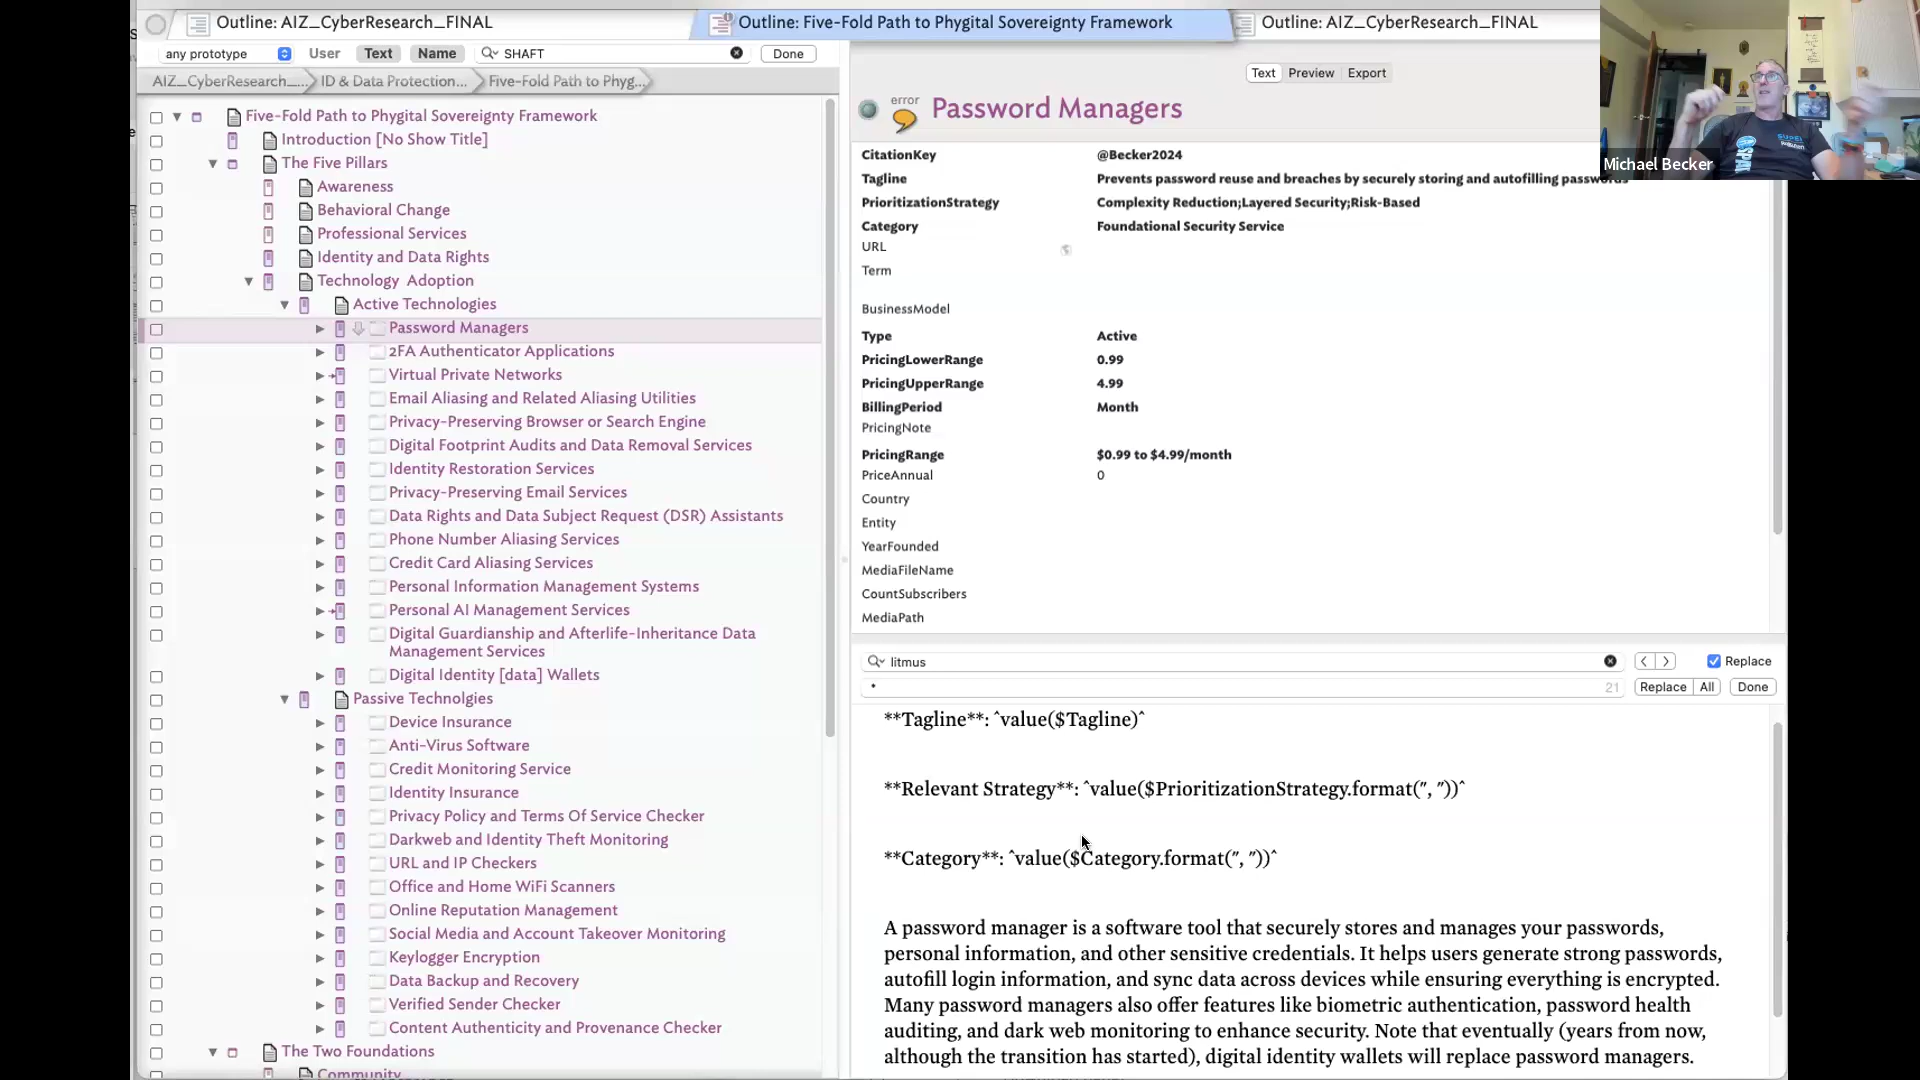 Outline: AIZ_CyberResearch_FINAL
Outline: Five-Fold Path to Phygital Sovereignty Framework
Outline: AIZ_CyberResearch_FINAL
any prototype
User
Text
Name
SHAFT
Done
AIZ_CyberResearch_...
ID & Data Protection...
Five-Fold Path to Phyg...
Five-Fold Path to Phygital Sovereignty Framework
Introduction [No Show Title]
The Five Pillars
Awareness
Behavioral Change
Professional Services
Identity and Data Rights
Technology Adoption
Active Technologies
Password Managers
2FA Authenticator Applications
Virtual Private Networks
Email Aliasing and Related Aliasing Utilities
Privacy-Preserving Browser or Search Engine
Digital Footprint Audits and Data Removal Services
Identity Restoration Services
Privacy-Preserving Email Services
Data Rights and Data Subject Request (DSR) Assistants
Phone Number Aliasing Services
Credit Card Aliasing Services
Personal Information Management Systems
Personal AI Management Services
Digital Guardianship and Afterlife-Inheritance Data
Management Services
Digital Identity [data] Wallets
Passive Technolgies
Device Insurance
Anti-Virus Software
Credit Monitoring Service
Identity Insurance
Privacy Policy and Terms Of Service Checker
Darkweb and Identity Theft Monitoring
URL and IP Checkers
Office and Home WiFi Scanners
Online Reputation Management
Social Media and Account Takeover Monitoring
Keylogger Encryption
Data Backup and Recovery
Verified Sender Checker
Content Authenticity and Provenance Checker
The Two Foundations
Community
Text
Preview
Export
error
Password Managers
CitationKey @Becker2024
Tagline Prevents password reuse and breaches by securely storing and autofilling passwords
PrioritizationStrategy Complexity Reduction;Layered Security;Risk-Based
Category Foundational Security Service
URL
Term
BusinessModel
Type Active
PricingLowerRange 0.99
PricingUpperRange 4.99
BillingPeriod Month
PricingNote
PricingRange $0.99 to $4.99/month
PriceAnnual 0
Country
Entity
YearFounded
MediaFileName
CountSubscribers
MediaPath
litmus
Replace
21
Replace
All
Done
**Tagline**: ^value($Tagline)^
**Relevant Strategy**: ^value($PrioritizationStrategy.format(", "))^
**Category**: ^value($Category.format(", "))^
A password manager is a software tool that securely stores and manages your passwords,
personal information, and other sensitive credentials. It helps users generate strong passwords,
autofill login information, and sync data across devices while ensuring everything is encrypted.
Many password managers also offer features like biometric authentication, password health
auditing, and dark web monitoring to enhance security. Note that eventually (years from now,
although the transition has started), digital identity wallets will replace password managers.
Michael Becker